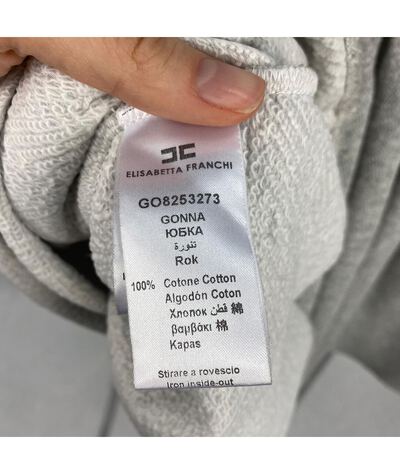 ELISABETTA FRANCHI
GO8253273
GONNA
ЮБКА
تنورة
Rok
100% Cotone Cotton
Algodón Coton
Хлопок قطن 綿
βαμβάκι 棉
Kapas
Stirare a rovescio
Iron inside-out